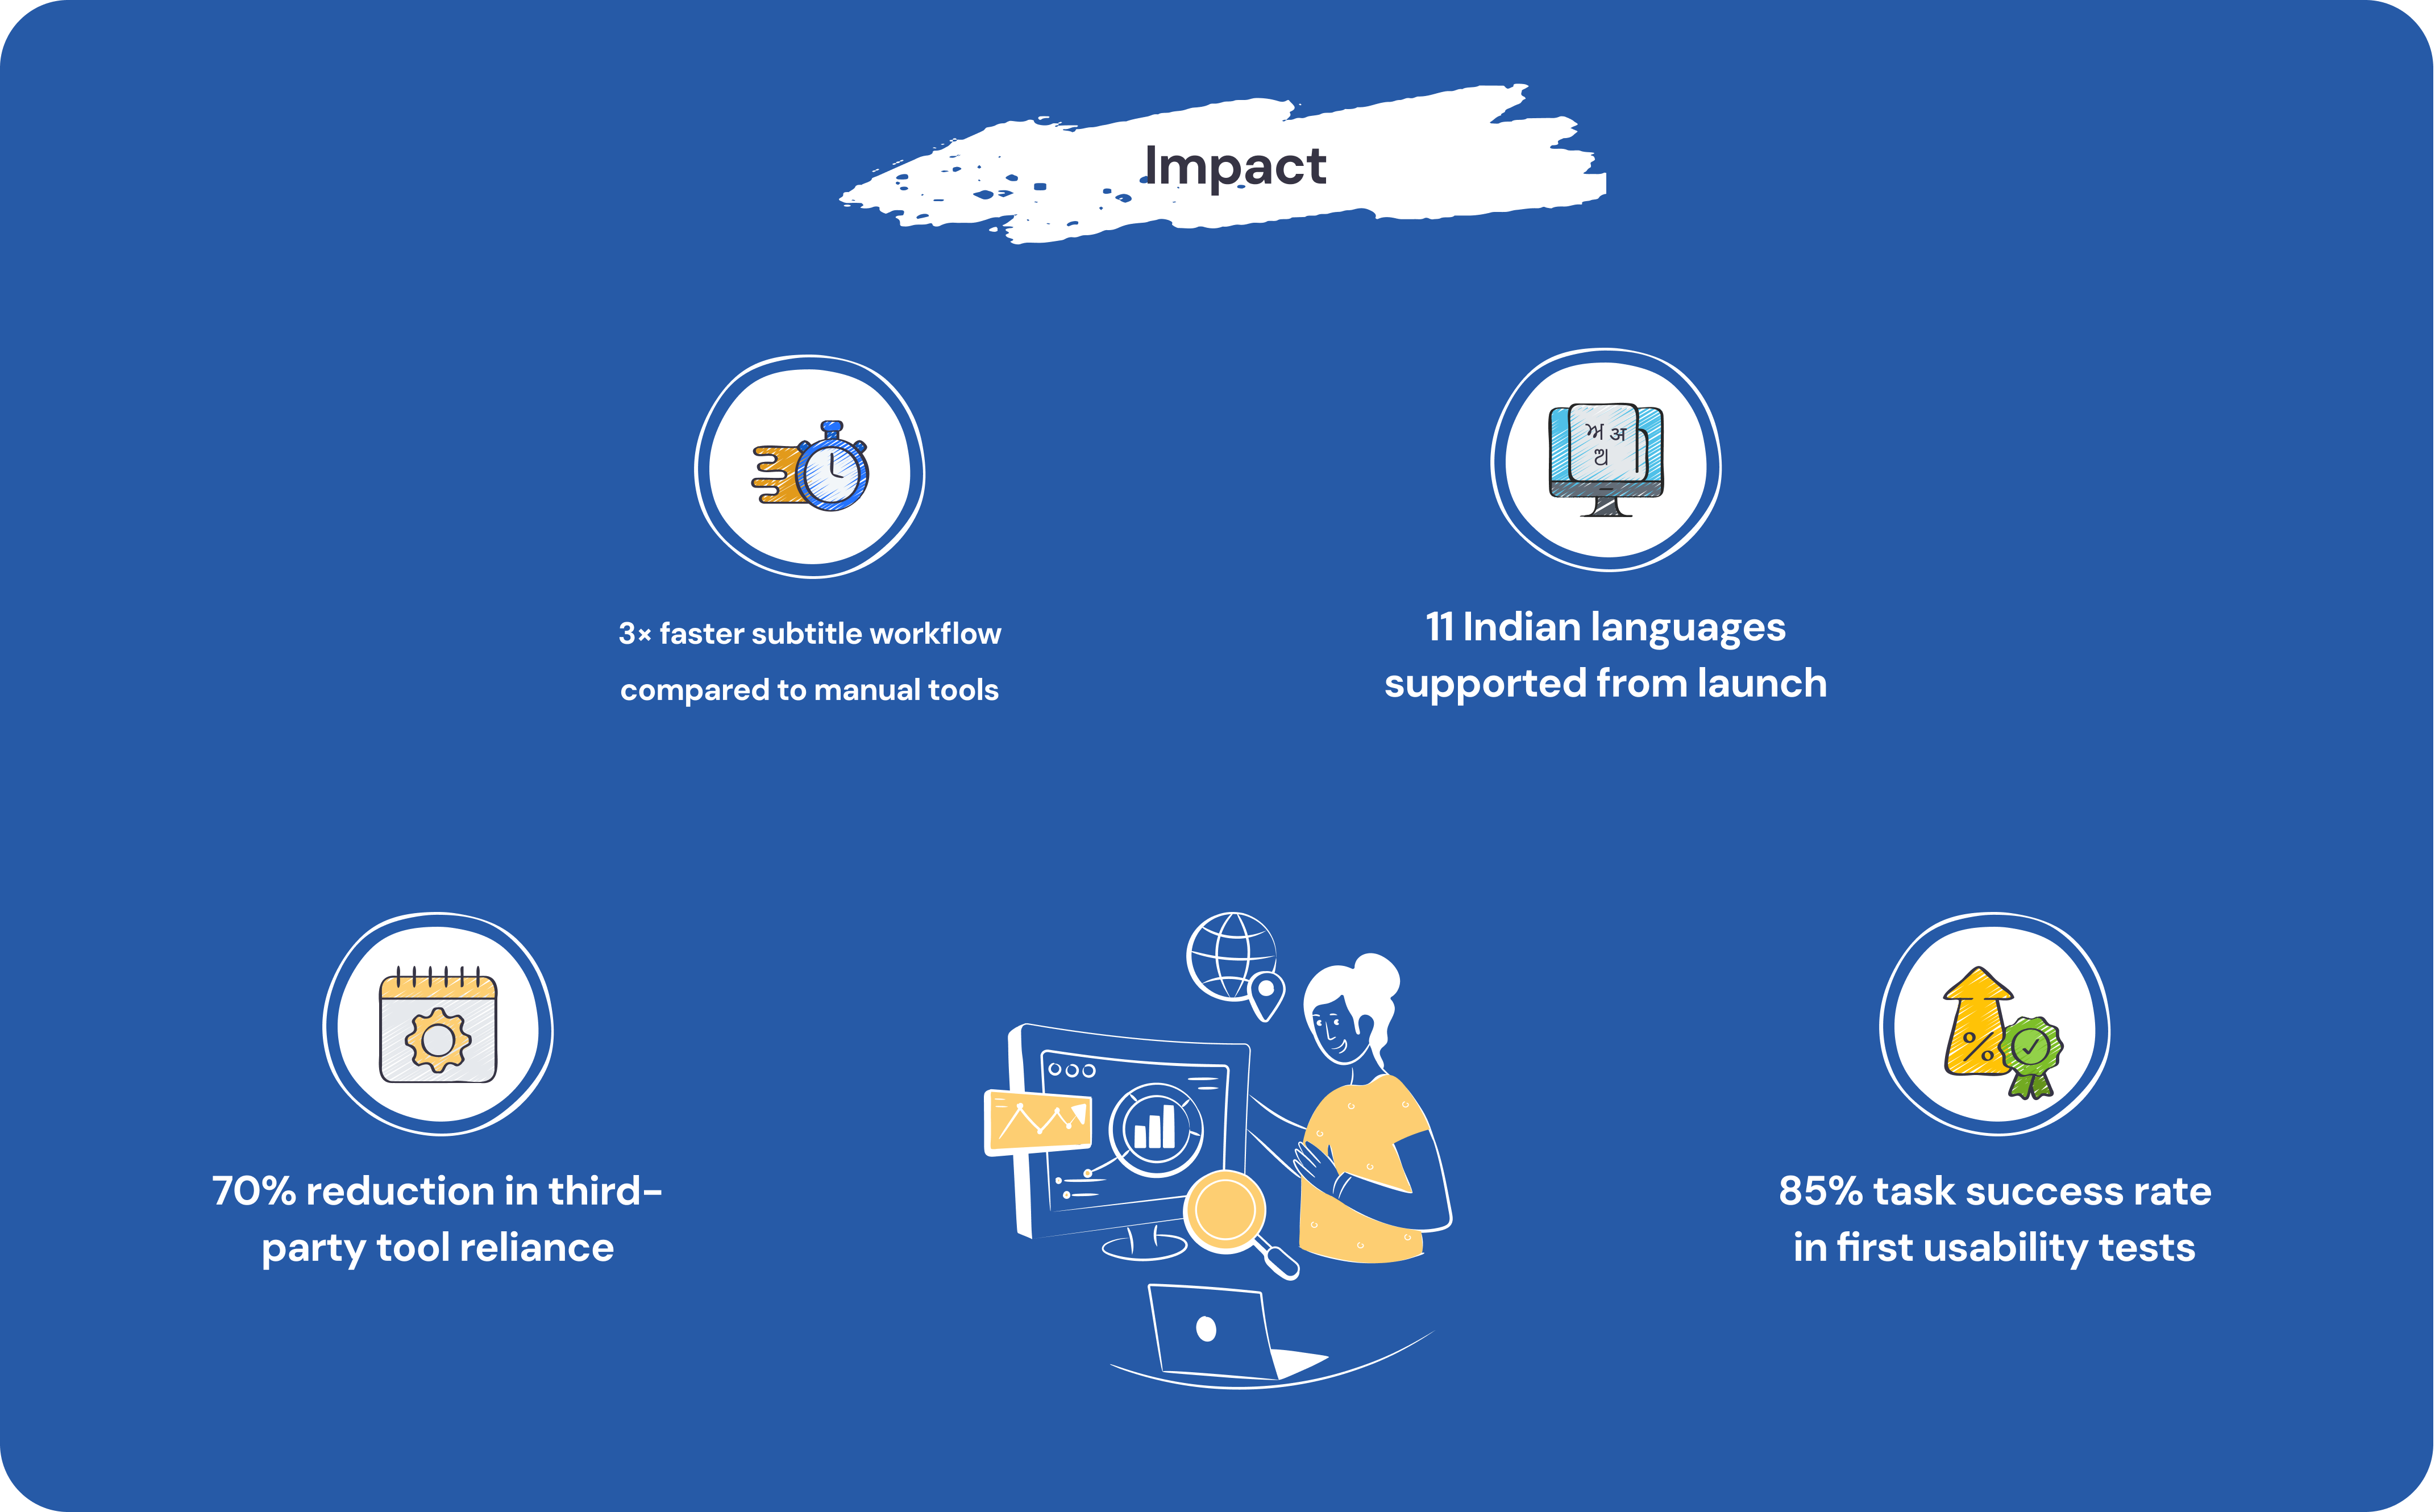 Impact
3× faster subtitle workflow
compared to manual tools
11 Indian languages
supported from launch
ਅ अ
ଅ
70% reduction in third-
party tool reliance
85% task success rate
in first usability tests
%